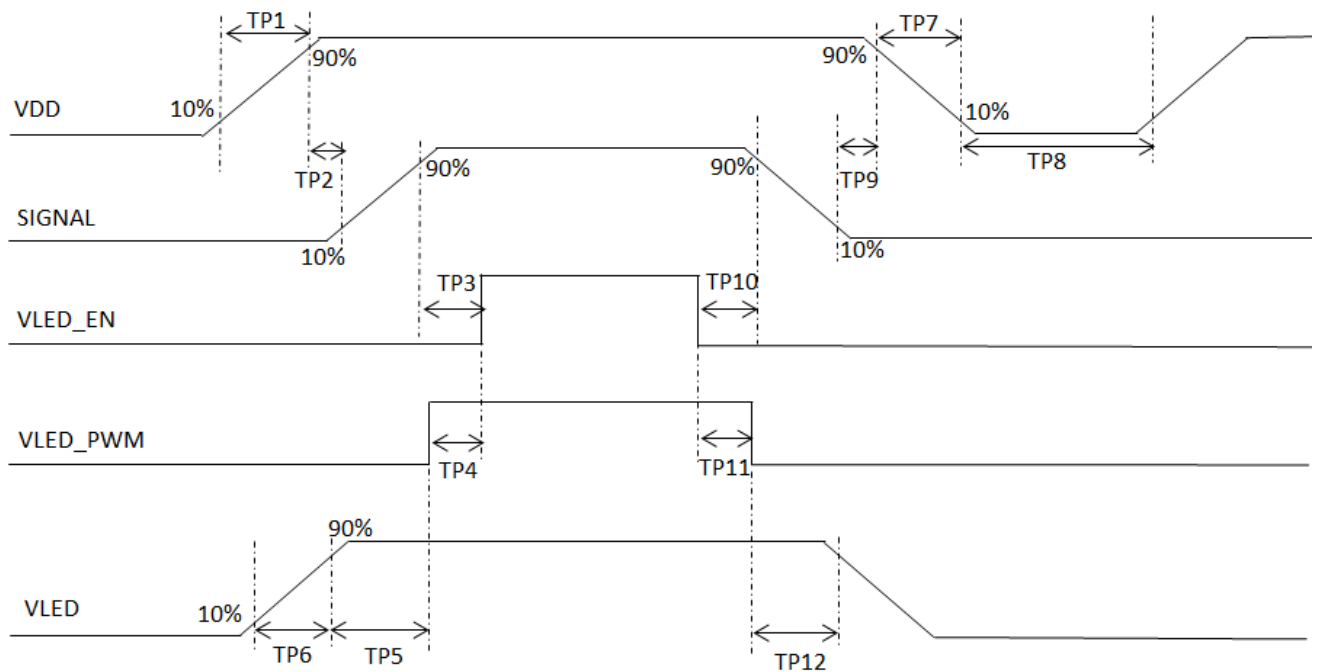 TP1
TP7
90%
90%
10%
10%
VDD
TP2
TP9
TP8
90%
90%
SIGNAL
10%
10%
TP3
TP10
VLED_EN
VLED_PWM
TP4
TP11
90%
10%
VLED
TP6
TP5
TP12